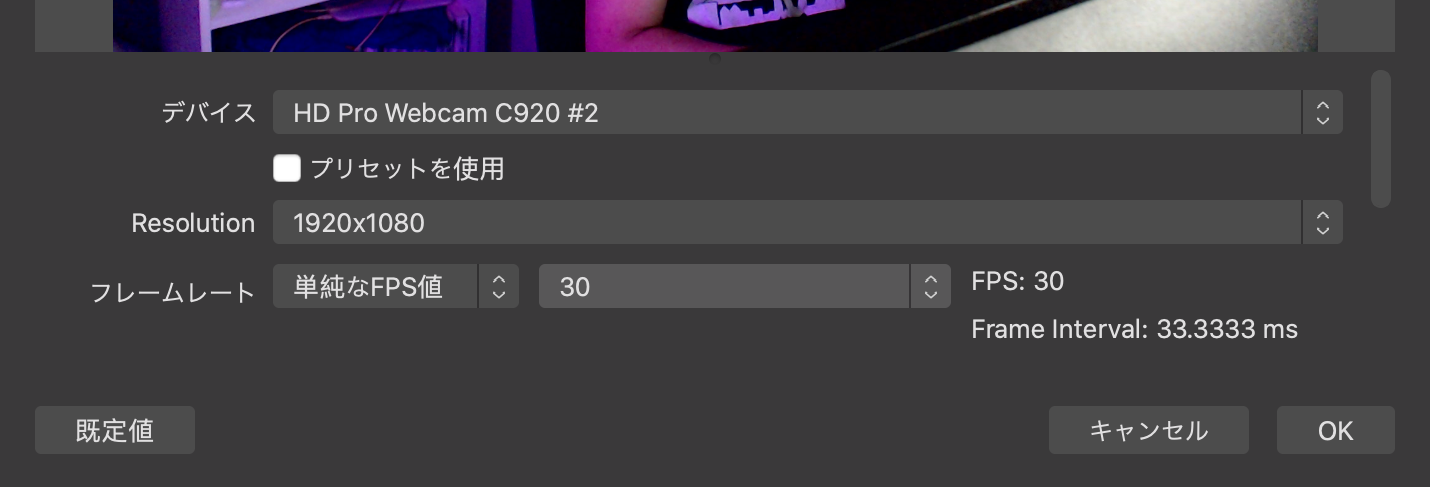 デバイス HD Pro Webcam C920 #2
プリセットを使用
Resolution 1920x1080
フレームレート 単純なFPS値 30 FPS: 30
Frame Interval: 33.3333 ms
既定値 キャンセル OK